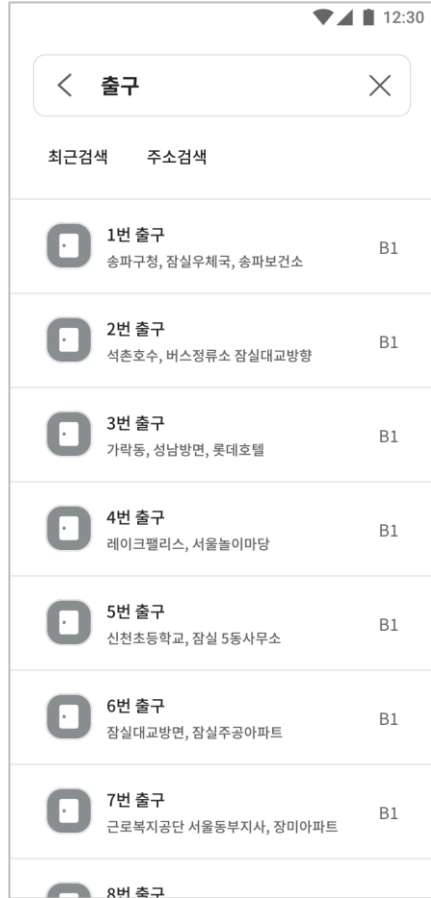 12:30
출구
최근검색 주소검색
1번 출구
송파구청, 잠실우체국, 송파보건소
B1
2번 출구
석촌호수, 버스정류소 잠실대교방향
B1
3번 출구
가락동, 성남방면, 롯데호텔
B1
4번 출구
레이크팰리스, 서울놀이마당
B1
5번 출구
신천초등학교, 잠실 5동사무소
B1
6번 출구
잠실대교방면, 잠실주공아파트
B1
7번 출구
근로복지공단 서울동부지사, 장미아파트
B1
8번 출구